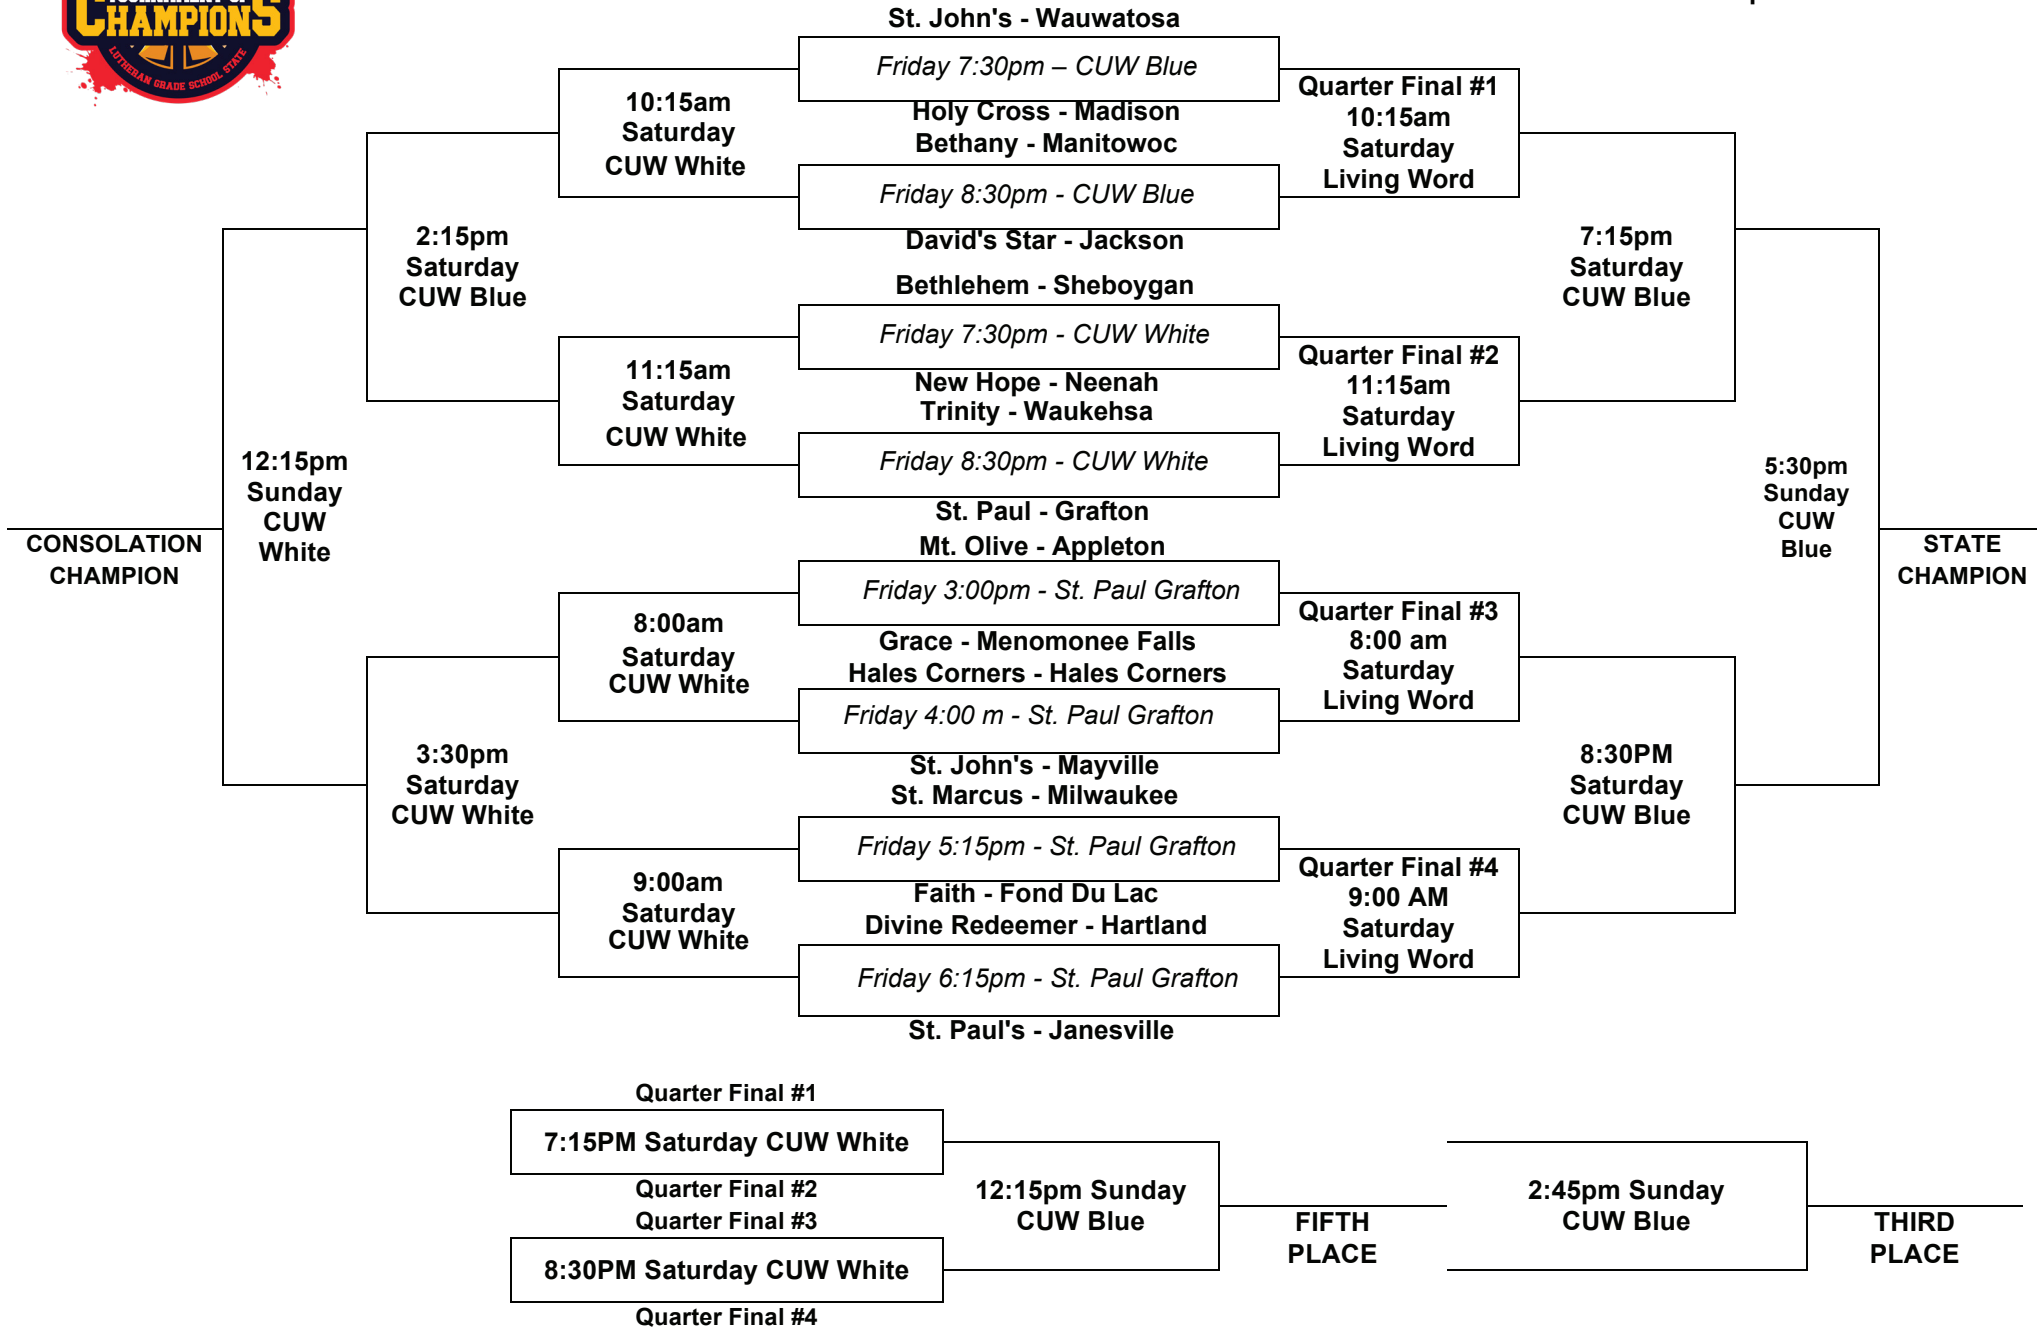 CHAMPIONS
LUTHERAN GRADE SCHOOL STATE
St. John's - Wauwatosa
Friday 7:30pm – CUW Blue
Holy Cross - Madison
Bethany - Manitowoc
Friday 8:30pm - CUW Blue
David's Star - Jackson
Bethlehem - Sheboygan
Friday 7:30pm - CUW White
New Hope - Neenah
Trinity - Waukehsa
Friday 8:30pm - CUW White
St. Paul - Grafton
Mt. Olive - Appleton
Friday 3:00pm - St. Paul Grafton
Grace - Menomonee Falls
Hales Corners - Hales Corners
Friday 4:00 m - St. Paul Grafton
St. John's - Mayville
St. Marcus - Milwaukee
Friday 5:15pm - St. Paul Grafton
Faith - Fond Du Lac
Divine Redeemer - Hartland
Friday 6:15pm - St. Paul Grafton
St. Paul's - Janesville
10:15am
Saturday
CUW White
11:15am
Saturday
CUW White
8:00am
Saturday
CUW White
9:00am
Saturday
CUW White
2:15pm
Saturday
CUW Blue
3:30pm
Saturday
CUW White
12:15pm
Sunday
CUW
White
CONSOLATION
CHAMPION
Quarter Final #1
10:15am
Saturday
Living Word
Quarter Final #2
11:15am
Saturday
Living Word
Quarter Final #3
8:00 am
Saturday
Living Word
Quarter Final #4
9:00 AM
Saturday
Living Word
7:15pm
Saturday
CUW Blue
8:30PM
Saturday
CUW Blue
5:30pm
Sunday
CUW
Blue
STATE
CHAMPION
Quarter Final #1
7:15PM Saturday CUW White
Quarter Final #2
Quarter Final #3
8:30PM Saturday CUW White
Quarter Final #4
12:15pm Sunday
CUW Blue
FIFTH
PLACE
2:45pm Sunday
CUW Blue
THIRD
PLACE